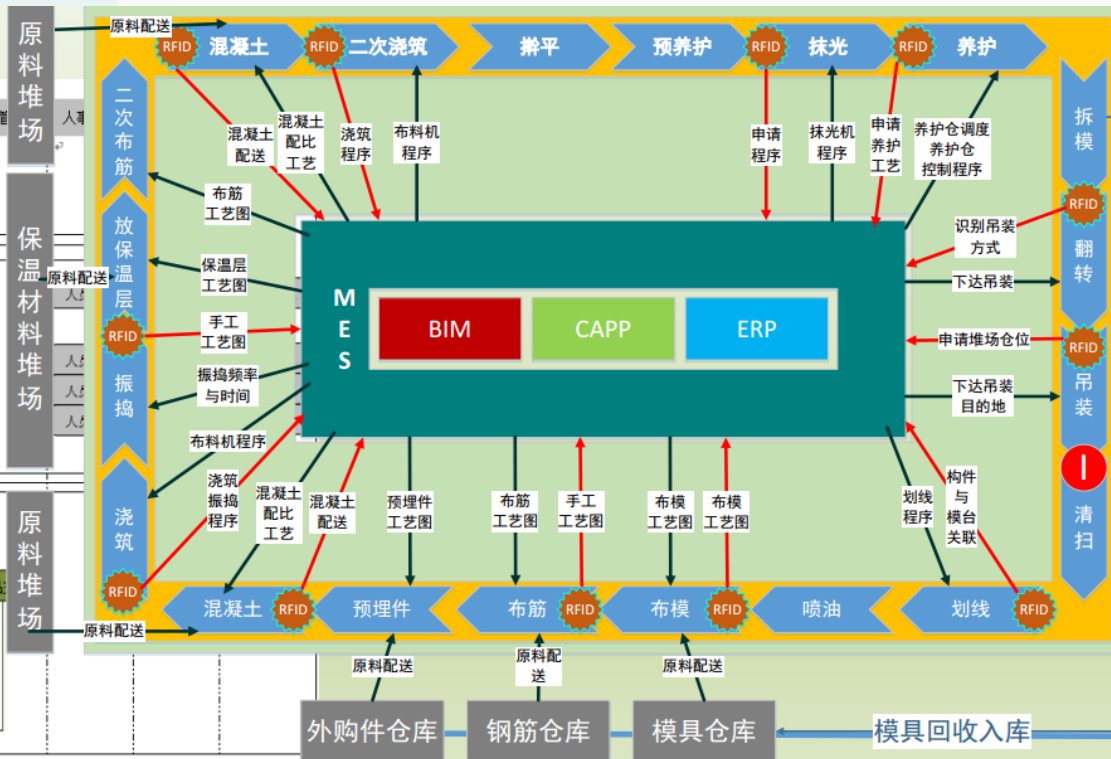 原料堆场
原料配送
RFID
混凝土
RFID
二次浇筑
擀平
预养护
RFID
抹光
RFID
养护
人事
二次布筋
混凝土
配送
混凝土
配比
工艺
浇筑
程序
布料机
程序
申请
程序
抹光机
程序
申请
养护
工艺
养护仓调度
养护仓
控制程序
拆模
布筋
工艺图
RFID
识别吊装
方式
放保温层
保温层
工艺图
翻转
下达吊装
保温材料堆场
原料配送
RFID
手工
工艺图
MES
BIM
CAPP
ERP
申请堆场仓位
RFID
振捣
振捣频率
与时间
下达吊装
目的地
吊装
布料机程序
浇筑
振捣
程序
混凝土
配比
工艺
混凝土
配送
预埋件
工艺图
布筋
工艺图
手工
工艺图
布模
工艺图
布模
工艺图
划线
程序
构件
与
模台
关联
清扫
原料堆场
浇筑
RFID
混凝土
RFID
预埋件
布筋
RFID
布模
RFID
喷油
划线
RFID
原料配送
原料配送
原料配
送
原料配送
外购件仓库
钢筋仓库
模具仓库
模具回收入库